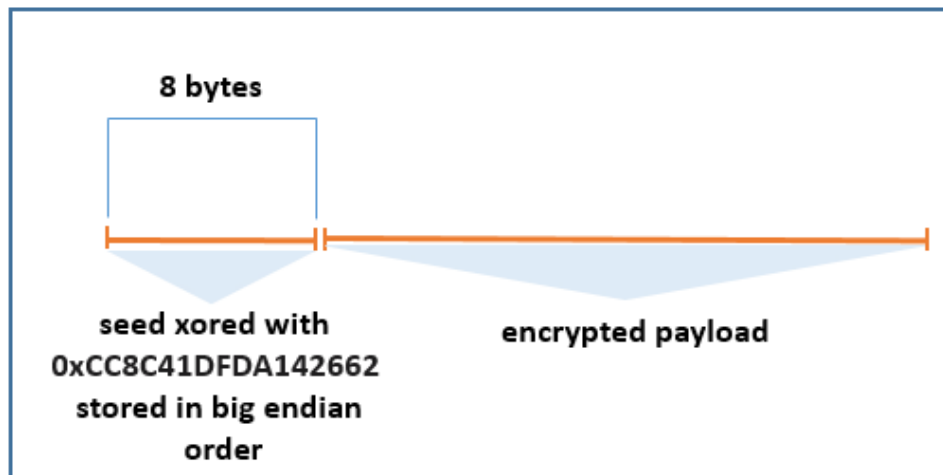 8 bytes
seed xored with
0xCC8C41DFDA142662
stored in big endian
order
encrypted payload